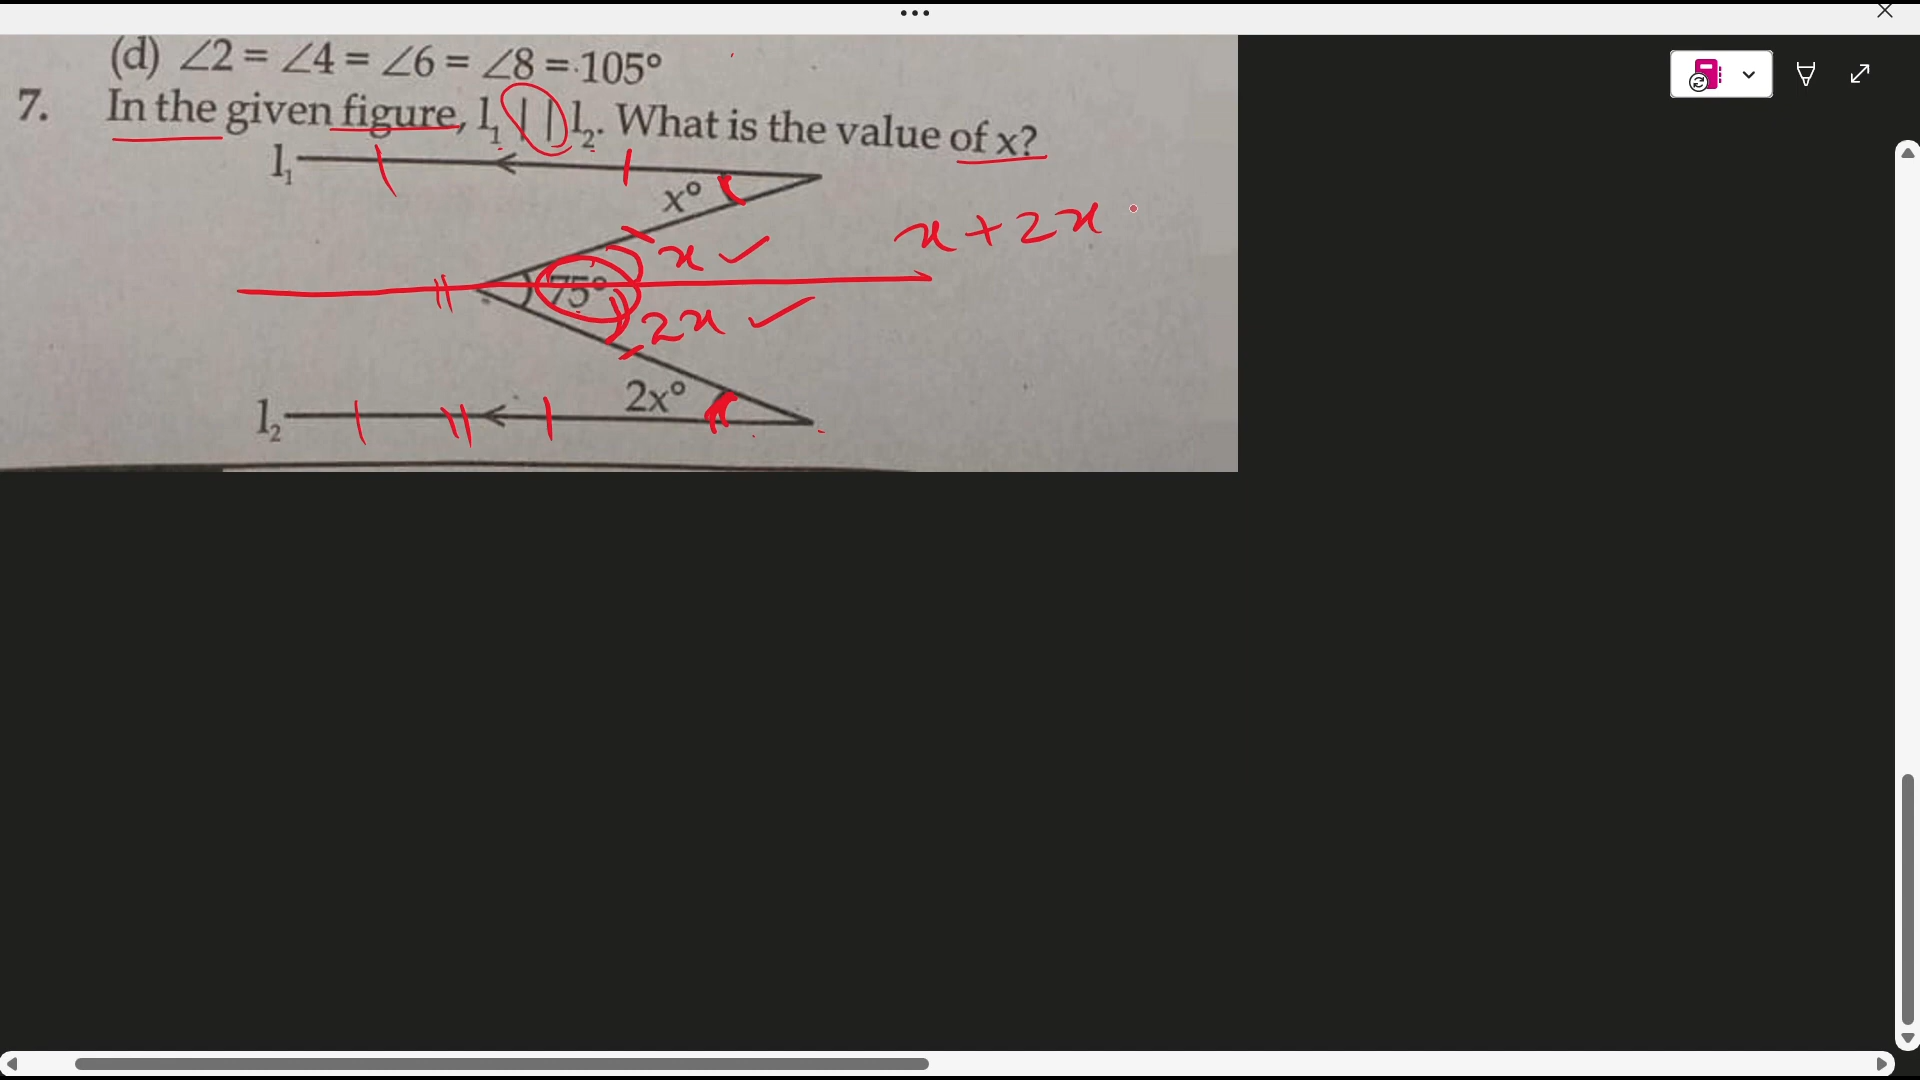 (d) ∠2 = ∠4 = ∠6 = ∠8 = 105°
7. In the given figure, l₁ || l₂. What is the value of x?
l₁
x°
x + 2x
x
75°
2x
2x°
l₂